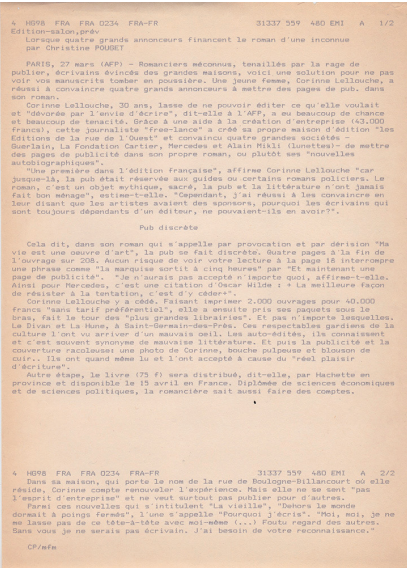 4 HG98 FRA FRA 0234 FRA-FR 31337 559 480 EMI A 1/2
Edition-salon,prév
Lorsque quatre grands annonceurs financent le roman d'une inconnue
par Christine POUGET
PARIS, 27 mars (AFP) - Romanciers méconnus, tenaillés par la rage de
publier, écrivains évincés des grandes maisons, voici une solution pour ne pas
voir vos manuscrits tomber en poussière. Une jeune femme, Corinne Lellouche, a
réussi à convaincre quatre grands annonceurs à mettre des pages de pub. dans
son roman.
Corinne Lellouche, 30 ans, lasse de ne pouvoir éditer ce qu'elle voulait
et "dévorée par l'envie d'écrire", dit-elle à l'AFP, a eu beaucoup de chance
et beaucoup de tenacité. Grâce à une aide à la création d'entreprise (43.000
francs), cette journaliste "free-lance" a créé sa propre maison d'édition "les
Editions de la rue de l'Ouest" et convaincu quatre grandes sociétés -
Guerlain, La Fondation Cartier, Mercedes et Alain Mikli (lunettes)- de mettre
des pages de publicité dans son propre roman, ou plutôt ses "nouvelles
autobiographiques".
"Une première dans l'édition française", affirme Corinne Lellouche "car
jusque-là, la pub était réservée aux guides ou certains romans policiers. Le
roman, c'est un objet mythique, sacré, la pub et la littérature n'ont jamais
fait bon ménage", estime-t-elle. "Cependant, j'ai réussi à les convaincre en
leur disant que les artistes avaient des sponsors, pourquoi les écrivains qui
sont toujours dépendants d'un éditeur, ne pouvaient-ils en avoir?".
Pub discrète
Cela dit, dans son roman qui s'appelle par provocation et par dérision "Ma
vie est une oeuvre d'art", la pub se fait discrète. Quatre pages à la fin de
l'ouvrage sur 208. Aucun risque de voir votre lecture à la page 18 interrompre
une phrase comme "la marquise sortit à cinq heures" par "Et maintenant une
page de publicité". "Je n'aurais pas accepté n'importe quoi, affirme-t-elle.
Ainsi pour Mercedes, c'est une citation d'Oscar Wilde : + La meilleure façon
de résister à la tentation, c'est d'y céder+".
Corinne Lellouche y a cédé. Faisant imprimer 2.000 ouvrages pour 40.000
francs "sans tarif préférentiel", elle a ensuite pris ses paquets sous le
bras, fait le tour des "plus grandes librairies". Et pas n'importe lesquelles.
Le Divan et La Hune, à Saint-Germain-des-Prés. Ces respectables gardiens de la
culture l'ont vu arriver d'un mauvais oeil. Les auto-édités, ils connaissent
et c'est souvent synonyme de mauvaise littérature. Et puis la publicité et la
couverture racoleuse: une photo de Corinne, bouche pulpeuse et blouson de
cuir.. Ils ont quand même lu et l'ont accepté à cause du "réel plaisir
d'écriture".
Autre étape, le livre (75 f) sera distribué, dit-elle, par Hachette en
province et disponible le 15 avril en France. Diplômée de sciences économiques
et de sciences politiques, la romancière sait aussi faire des comptes.
4 HG98 FRA FRA 0234 FRA-FR 31337 559 480 EMI A 2/2
Dans sa maison, qui porte le nom de la rue de Boulogne-Billancourt où elle
réside, Corinne compte renouveler l'expérience. Mais elle ne se sent "pas
l'esprit d'entreprise" et ne veut surtout pas publier pour d'autres.
Parmi ces nouvelles qui s'intitulent "La vieille", "Dehors le monde
dormait à poings fermés", l'une s'appelle "Pourquoi j'écris". "Moi, moi, je ne
me lasse pas de ce tête-à-tête avec moi-même (...) Foutu regard des autres.
Sans vous je ne serais pas écrivain. J'ai besoin de votre reconnaissance."
CP/mfm